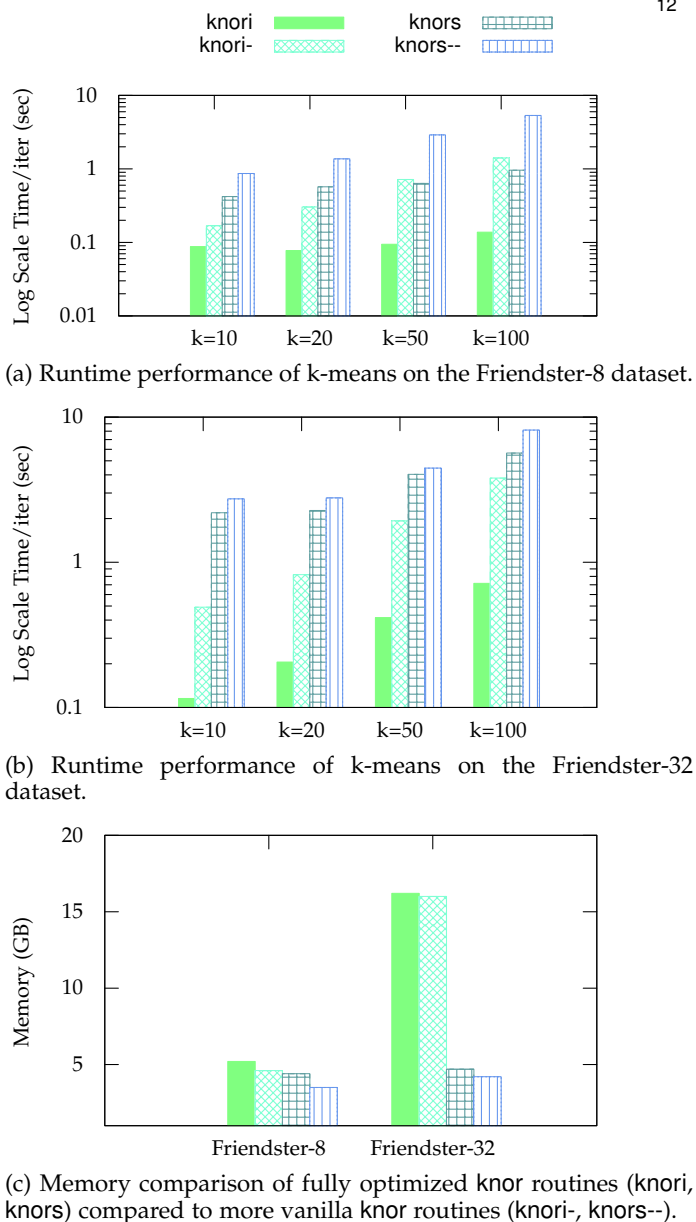 12
knori knors
knori- knors--
10
1
0.1
0.01
Log Scale Time/iter (sec)
k=10 k=20 k=50 k=100
(a) Runtime performance of k-means on the Friendster-8 dataset.
10
1
0.1
Log Scale Time/iter (sec)
k=10 k=20 k=50 k=100
(b) Runtime performance of k-means on the Friendster-32
dataset.
20
15
10
5
Memory (GB)
Friendster-8 Friendster-32
(c) Memory comparison of fully optimized knor routines (knori,
knors) compared to more vanilla knor routines (knori-, knors--).